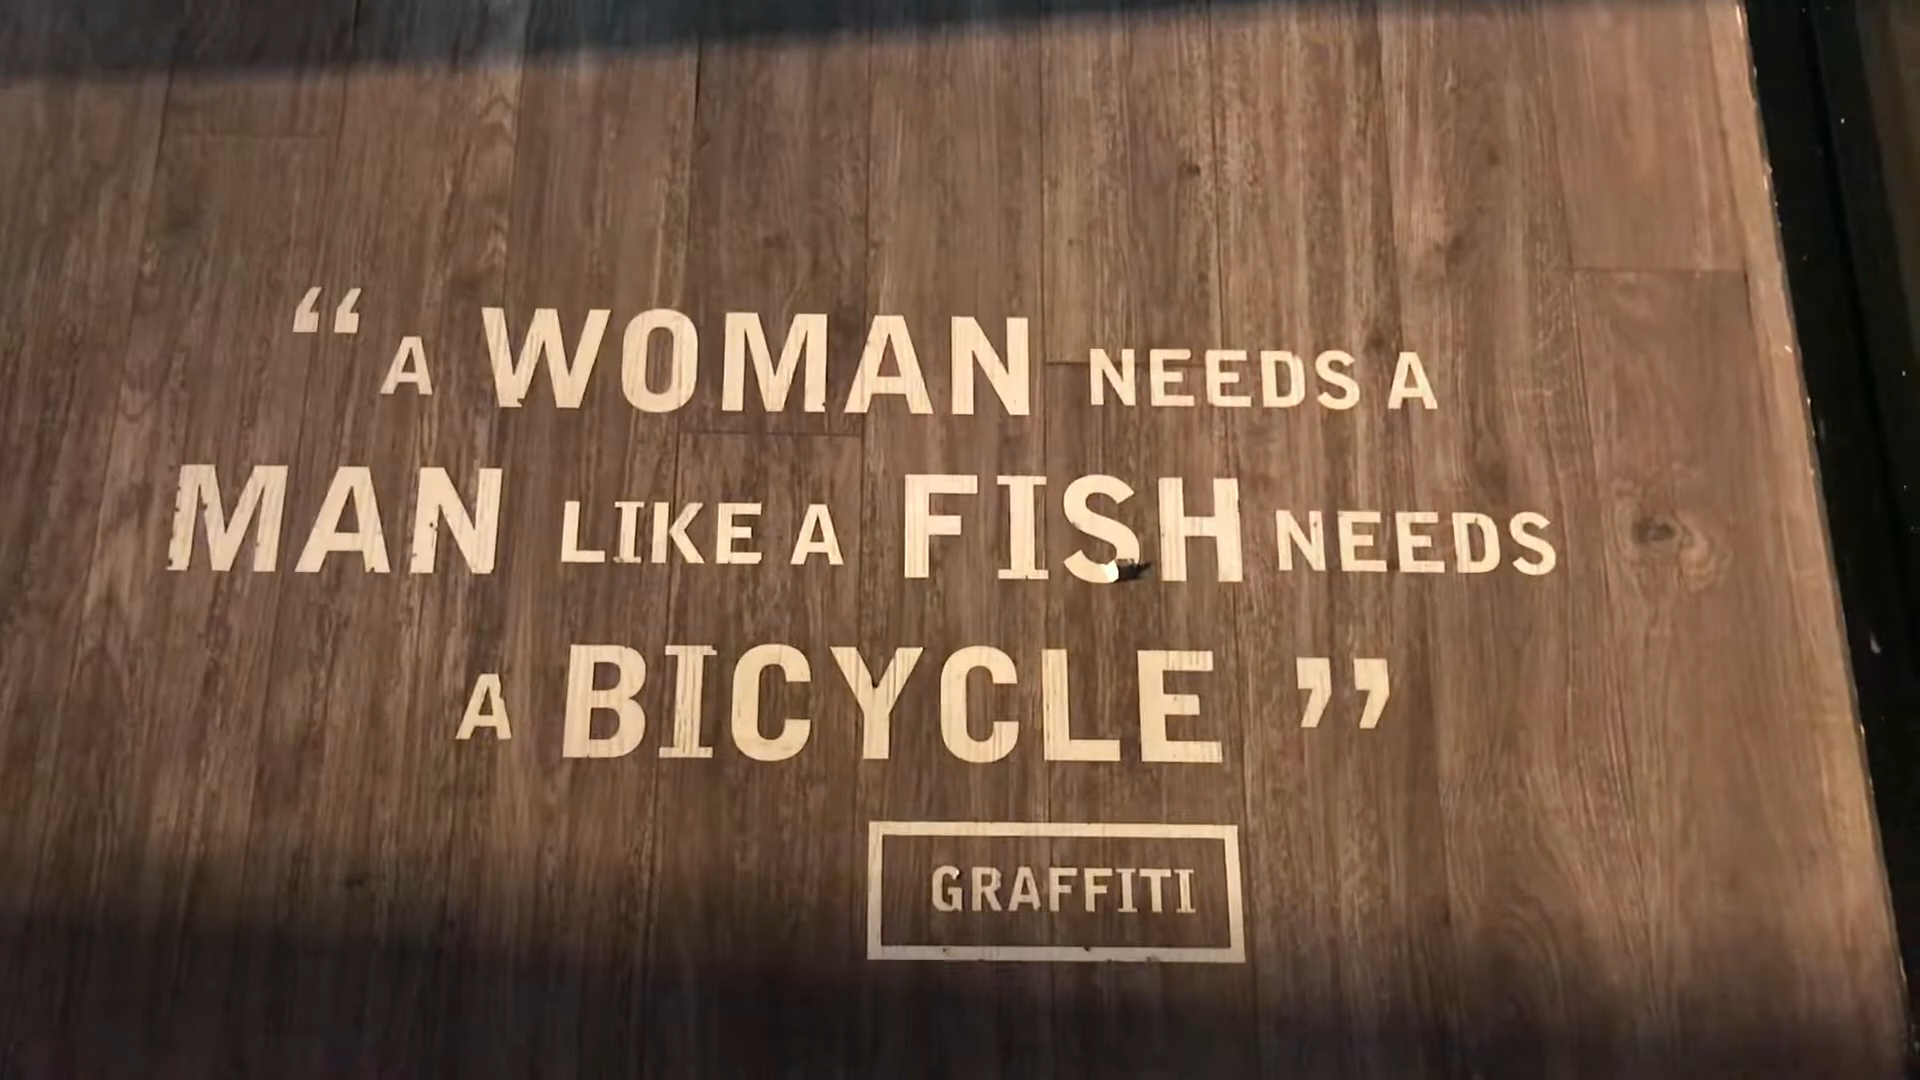 “ A WOMAN NEEDS A
MAN LIKE A FISH NEEDS
A BICYCLE ”
GRAFFITI